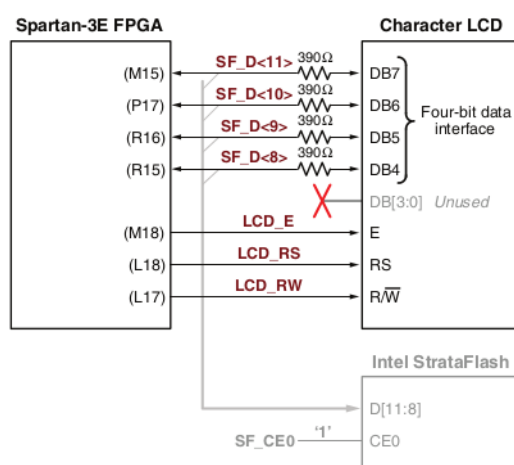 Spartan-3E FPGA
Character LCD
(M15) SF_D<11> 390Ω DB7
(P17) SF_D<10> 390Ω DB6
(R16) SF_D<9> 390Ω DB5
(R15) SF_D<8> 390Ω DB4
Four-bit data
interface
DB[3:0] Unused
(M18) LCD_E E
(L18) LCD_RS RS
(L17) LCD_RW R/W̅
Intel StrataFlash
D[11:8]
SF_CE0 '1' CE0